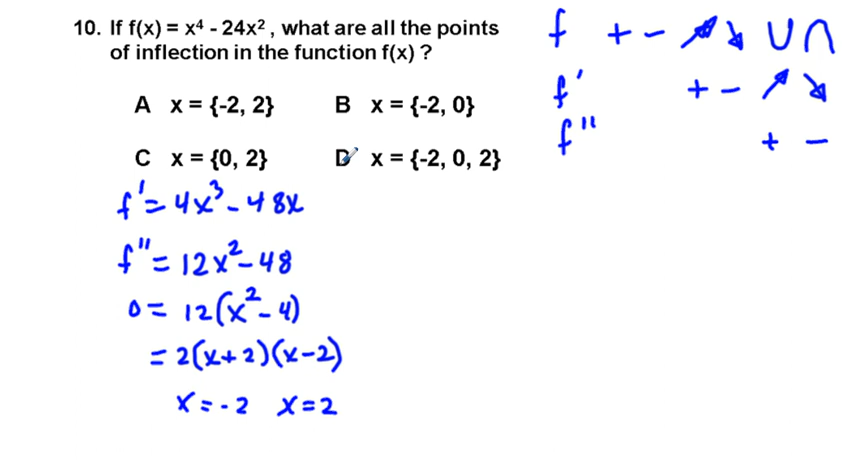 10. If f(x) = x⁴ - 24x², what are all the points
of inflection in the function f(x) ?
A x = {-2, 2} B x = {-2, 0}
C x = {0, 2} D x = {-2, 0, 2}
f + - ↗ ↘ ∪ ∩
f' + - ↗ ↘
f" + -
f' = 4x³ - 48x
f" = 12x² - 48
0 = 12(x² - 4)
= 2(x+2)(x-2)
x = -2 x = 2